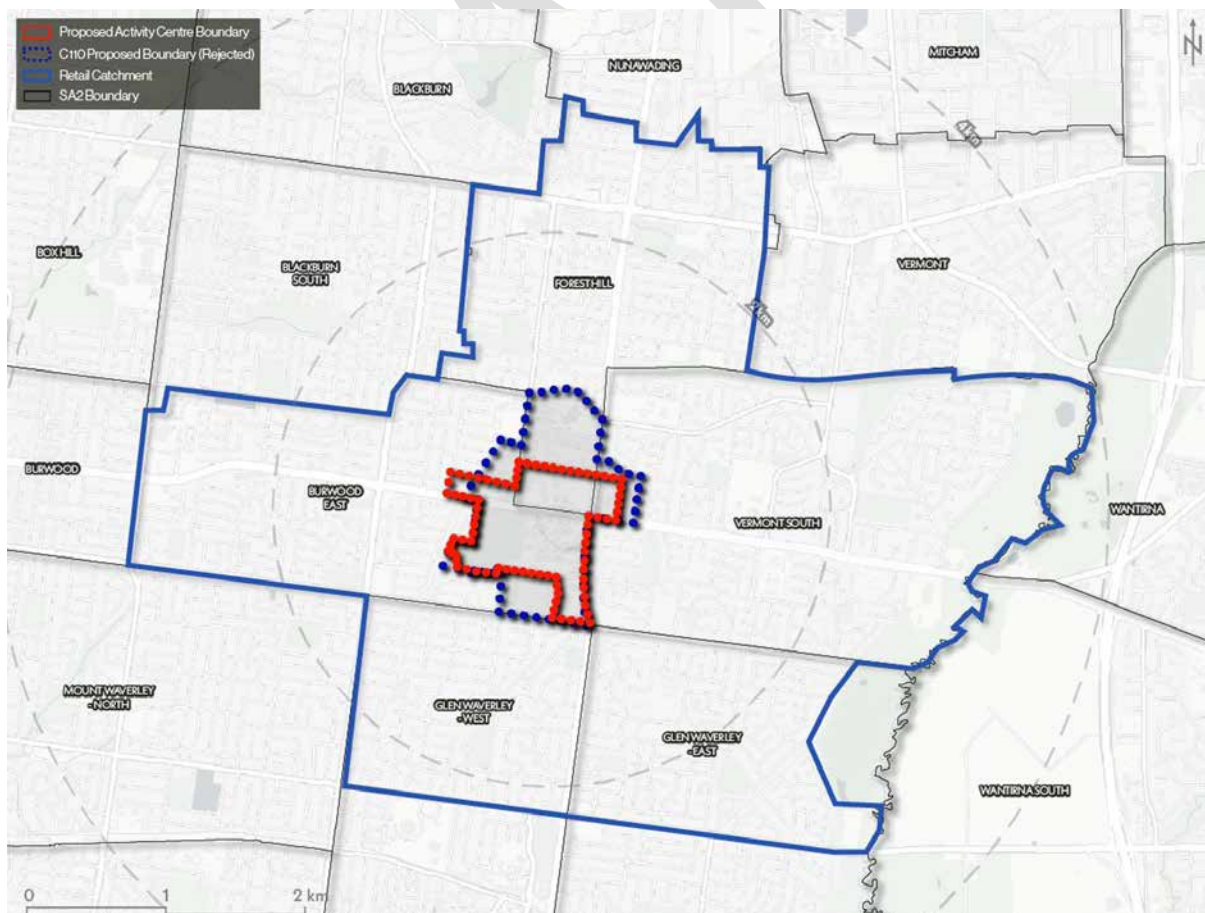 Proposed Activity Centre Boundary
C110 Proposed Boundary (Rejected)
Retail Catchment
SA2 Boundary
N
NUNAWADING
MITCHAM
BLACKBURN
4km
BOX HILL
BLACKBURN
SOUTH
FOREST HILL
VERMONT
2km
BURWOOD
BURWOOD
EAST
VERMONT SOUTH
WANTIRNA
MOUNT WAVERLEY
- NORTH
GLEN WAVERLEY
- WEST
GLEN WAVERLEY
- EAST
WANTIRNA SOUTH
0 1 2 km